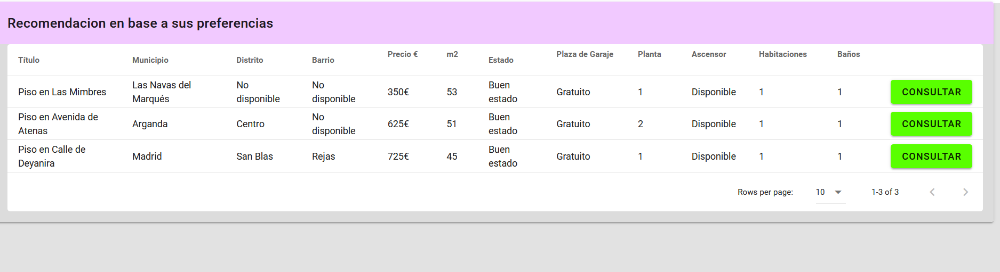 Recomendacion en base a sus preferencias
Título Municipio Distrito Barrio Precio € m2 Estado Plaza de Garaje Planta Ascensor Habitaciones Baños
Piso en Las Mimbres Las Navas del Marqués No disponible No disponible 350€ 53 Buen estado Gratuito 1 Disponible 1 1 CONSULTAR
Piso en Avenida de Atenas Arganda Centro No disponible 625€ 51 Buen estado Gratuito 2 Disponible 1 1 CONSULTAR
Piso en Calle de Deyanira Madrid San Blas Rejas 725€ 45 Buen estado Gratuito 1 Disponible 1 1 CONSULTAR
Rows per page: 10 1-3 of 3